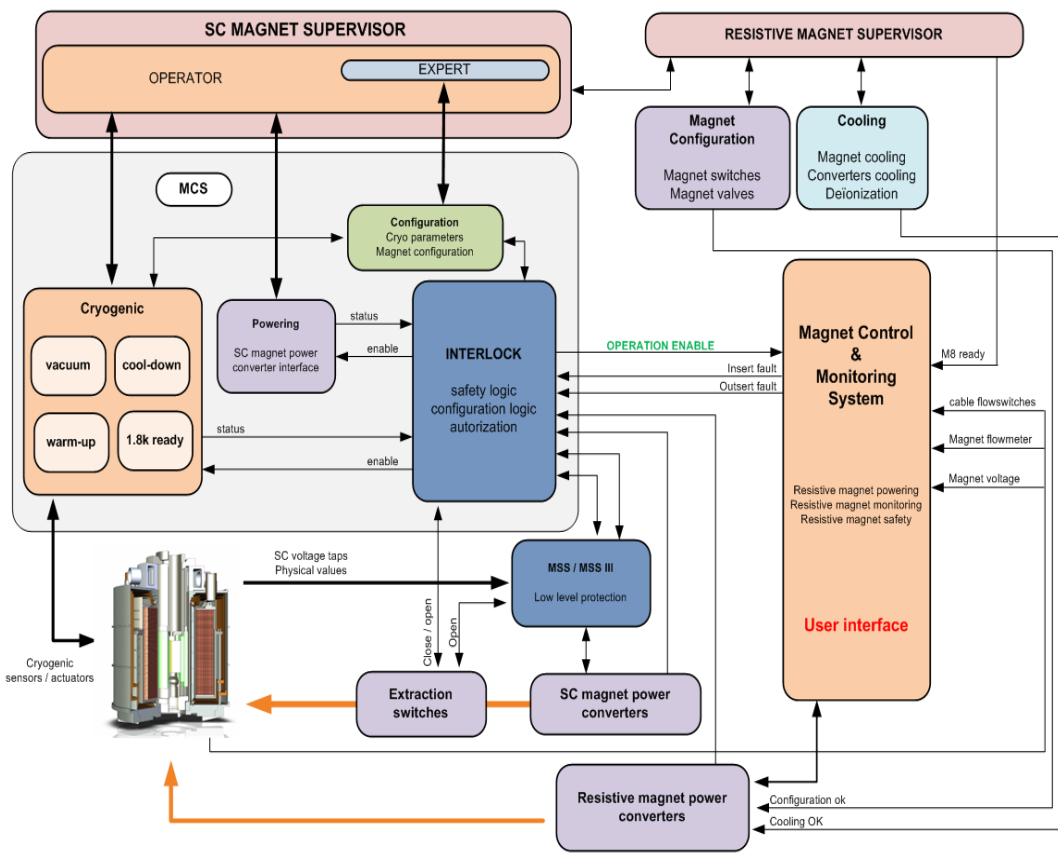 SC MAGNET SUPERVISOR
OPERATOR
EXPERT
RESISTIVE MAGNET SUPERVISOR
Magnet
Configuration
Magnet switches
Magnet valves
Cooling
Magnet cooling
Converters cooling
Deïonization
MCS
Configuration
Cryo parameters
Magnet configuration
Cryogenic
vacuum
cool-down
warm-up
1.8k ready
Powering
SC magnet power
converter interface
status
enable
status
enable
INTERLOCK
safety logic
configuration logic
autorization
OPERATION ENABLE
Insert fault
Outsert fault
Magnet Control
&
Monitoring
System
Resistive magnet powering
Resistive magnet monitoring
Resistive magnet safety
User interface
M8 ready
cable flowswitches
Magnet flowmeter
Magnet voltage
SC voltage taps
Physical values
MSS / MSS III
Low level protection
Close / open
Open
Cryogenic
sensors / actuators
Extraction
switches
SC magnet power
converters
Resistive magnet power
converters
Configuration ok
Cooling OK